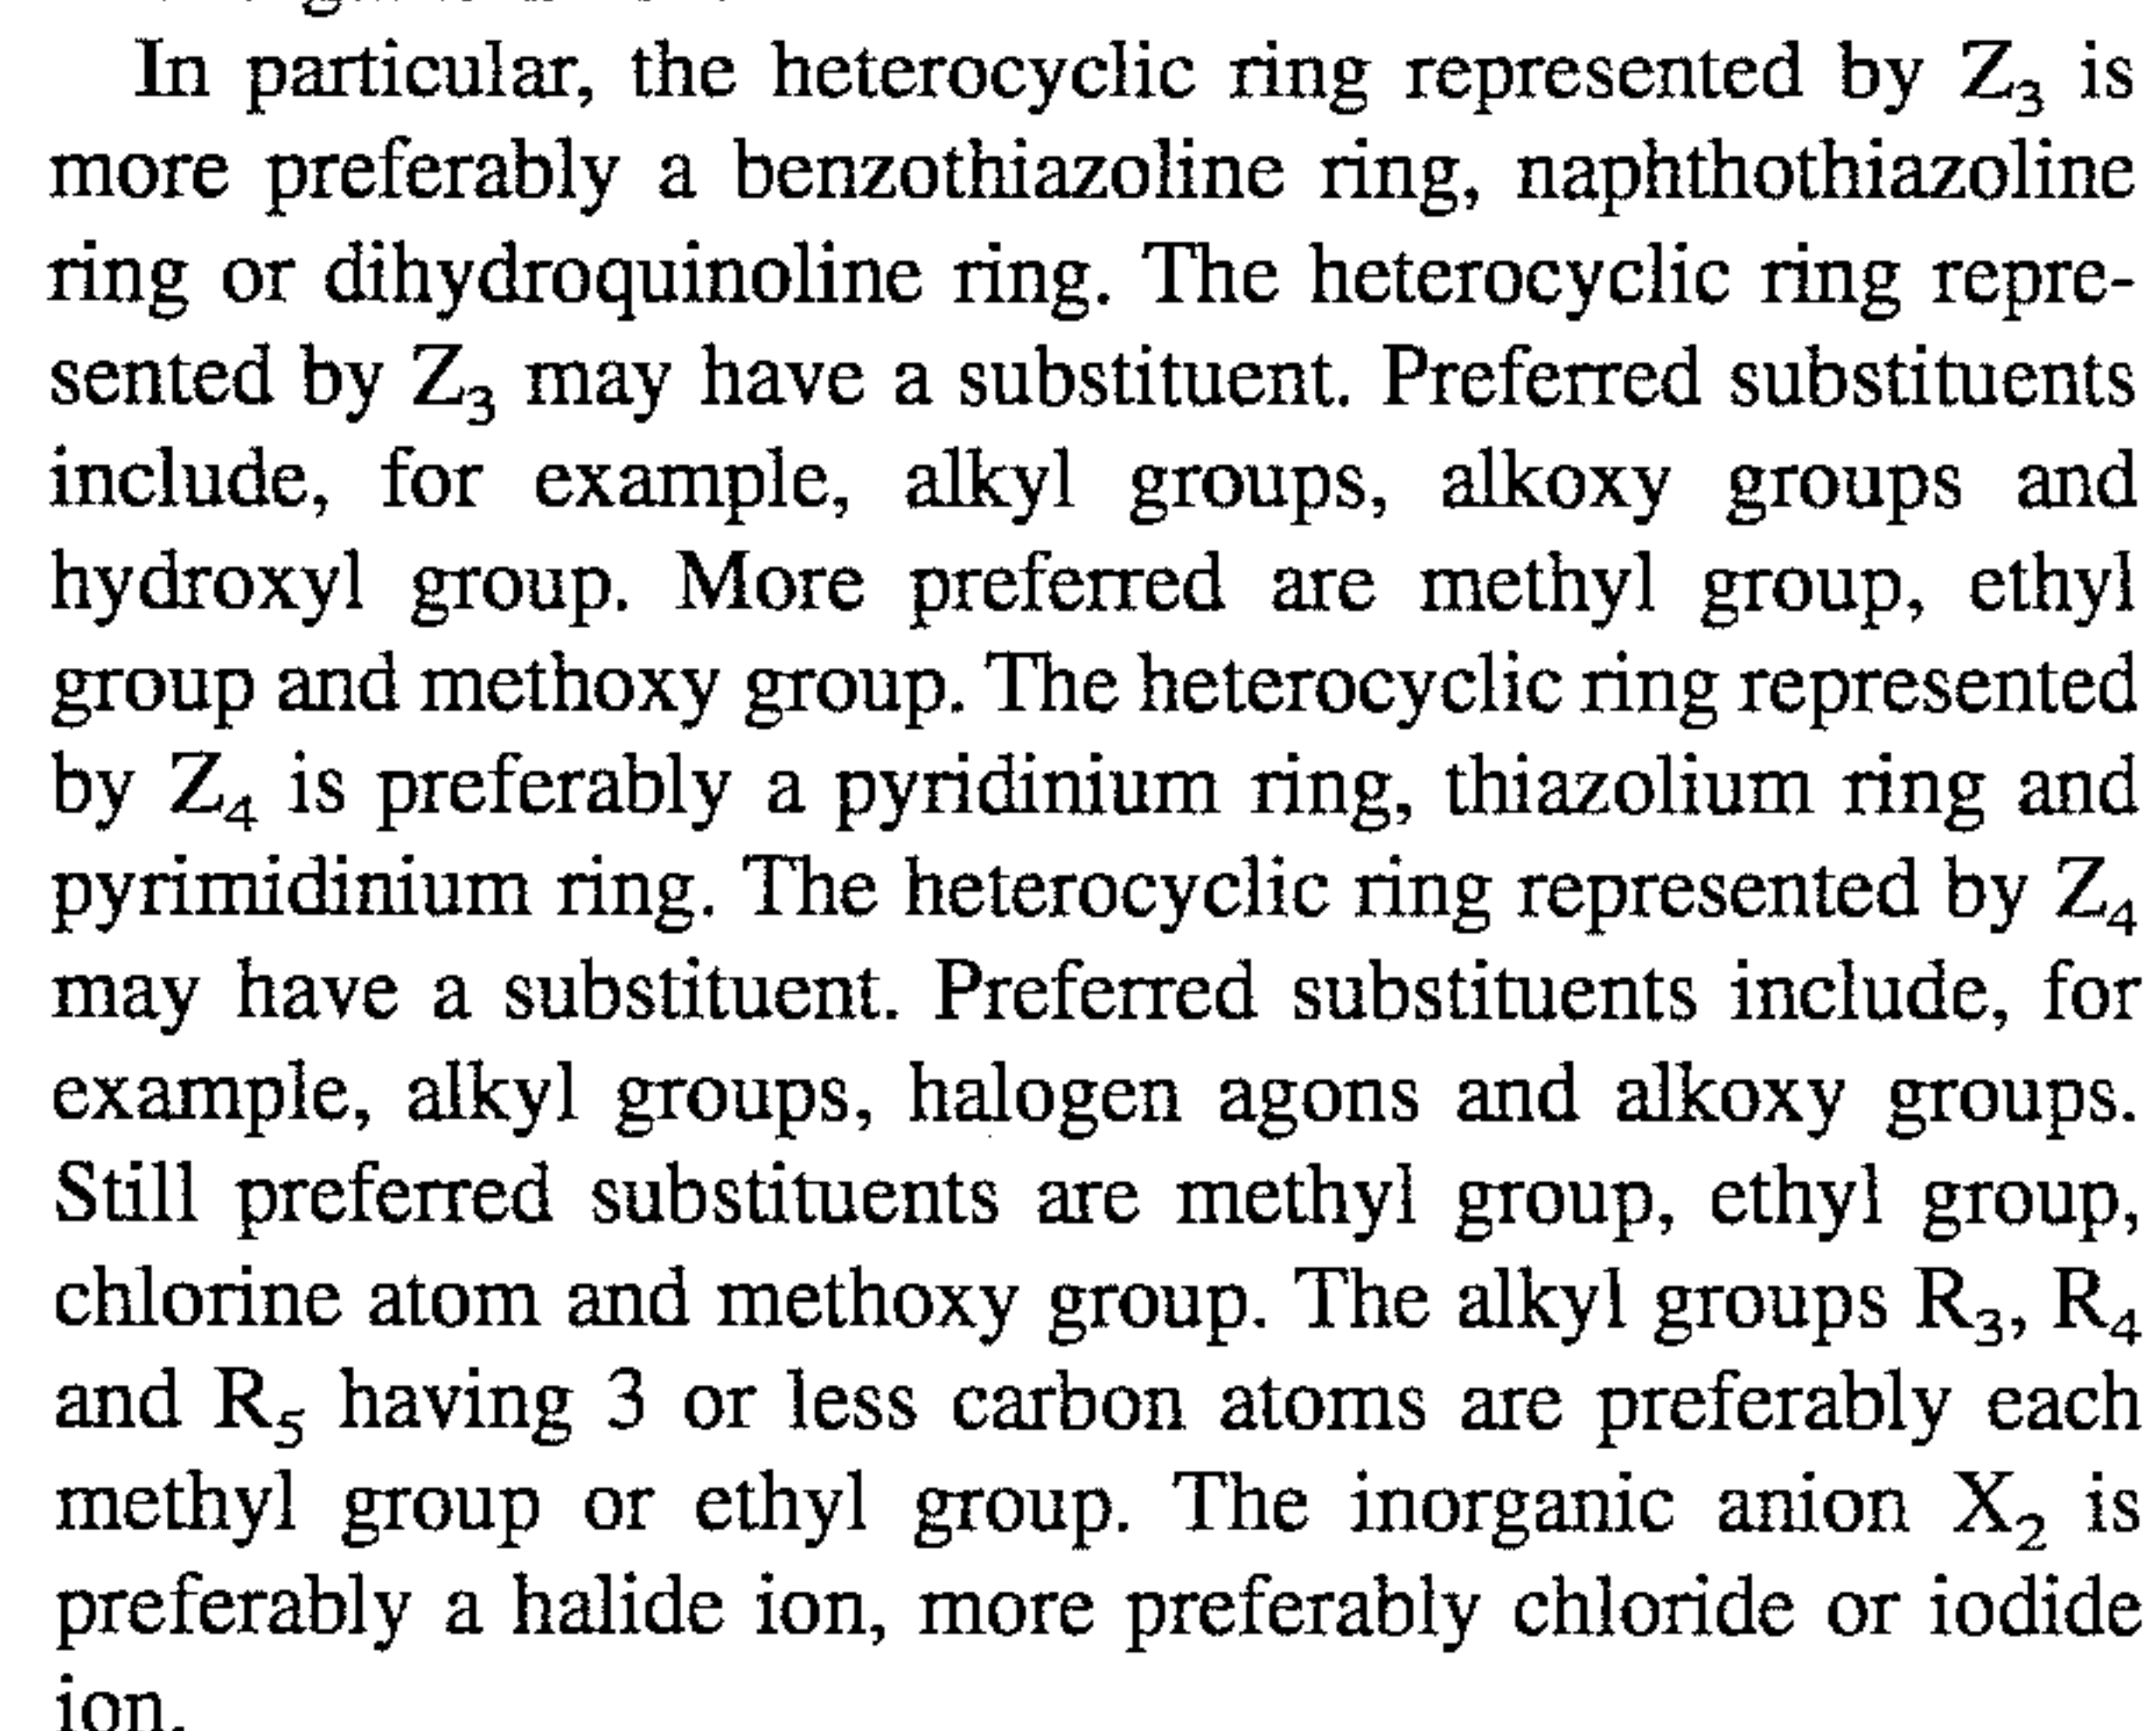 In particular, the heterocyclic ring represented by Z₃ is
more preferably a benzothiazoline ring, naphthothiazoline
ring or dihydroquinoline ring. The heterocyclic ring repre-
sented by Z₃ may have a substituent. Preferred substituents
include, for example, alkyl groups, alkoxy groups and
hydroxyl group. More preferred are methyl group, ethyl
group and methoxy group. The heterocyclic ring represented
by Z₄ is preferably a pyridinium ring, thiazolium ring and
pyrimidinium ring. The heterocyclic ring represented by Z₄
may have a substituent. Preferred substituents include, for
example, alkyl groups, halogen agons and alkoxy groups.
Still preferred substituents are methyl group, ethyl group,
chlorine atom and methoxy group. The alkyl groups R₃, R₄
and R₅ having 3 or less carbon atoms are preferably each
methyl group or ethyl group. The inorganic anion X₂ is
preferably a halide ion, more preferably chloride or iodide
ion.